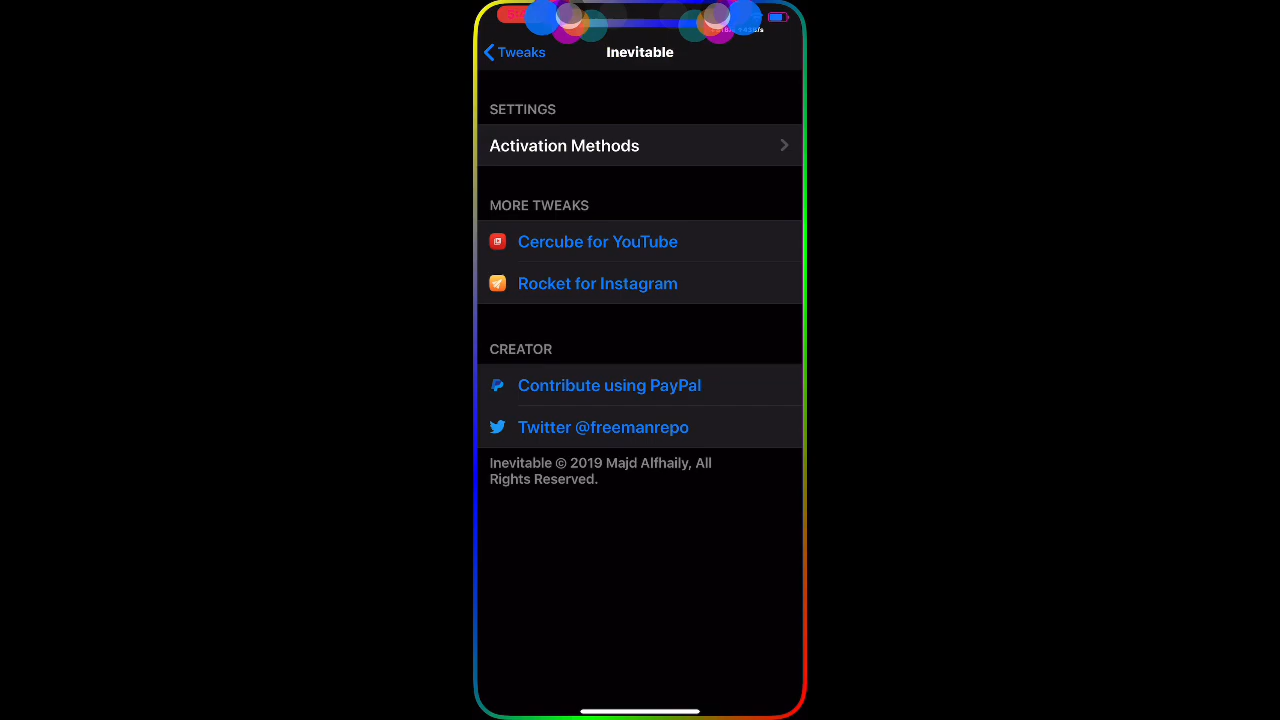 Tweaks
Inevitable
SETTINGS
Activation Methods
MORE TWEAKS
Cercube for YouTube
Rocket for Instagram
CREATOR
Contribute using PayPal
Twitter @freemanrepo
Inevitable © 2019 Majd Alfhaily, All
Rights Reserved.